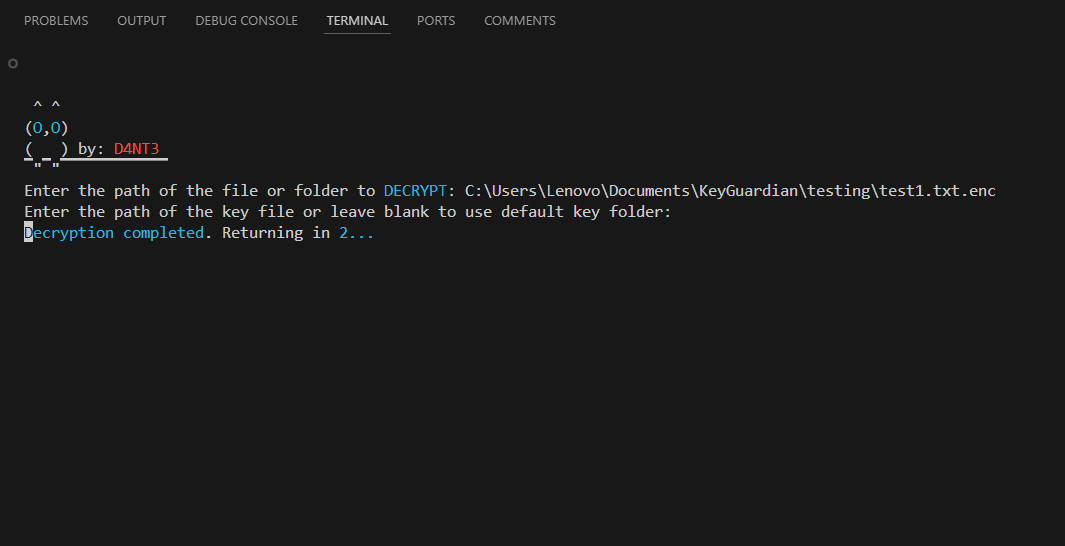 PROBLEMS OUTPUT DEBUG CONSOLE TERMINAL PORTS COMMENTS
 ^ ^
(O,O)
(   ) by: D4NT3
 " "
Enter the path of the file or folder to DECRYPT: C:\Users\Lenovo\Documents\KeyGuardian\testing\test1.txt.enc
Enter the path of the key file or leave blank to use default key folder:
Decryption completed. Returning in 2...